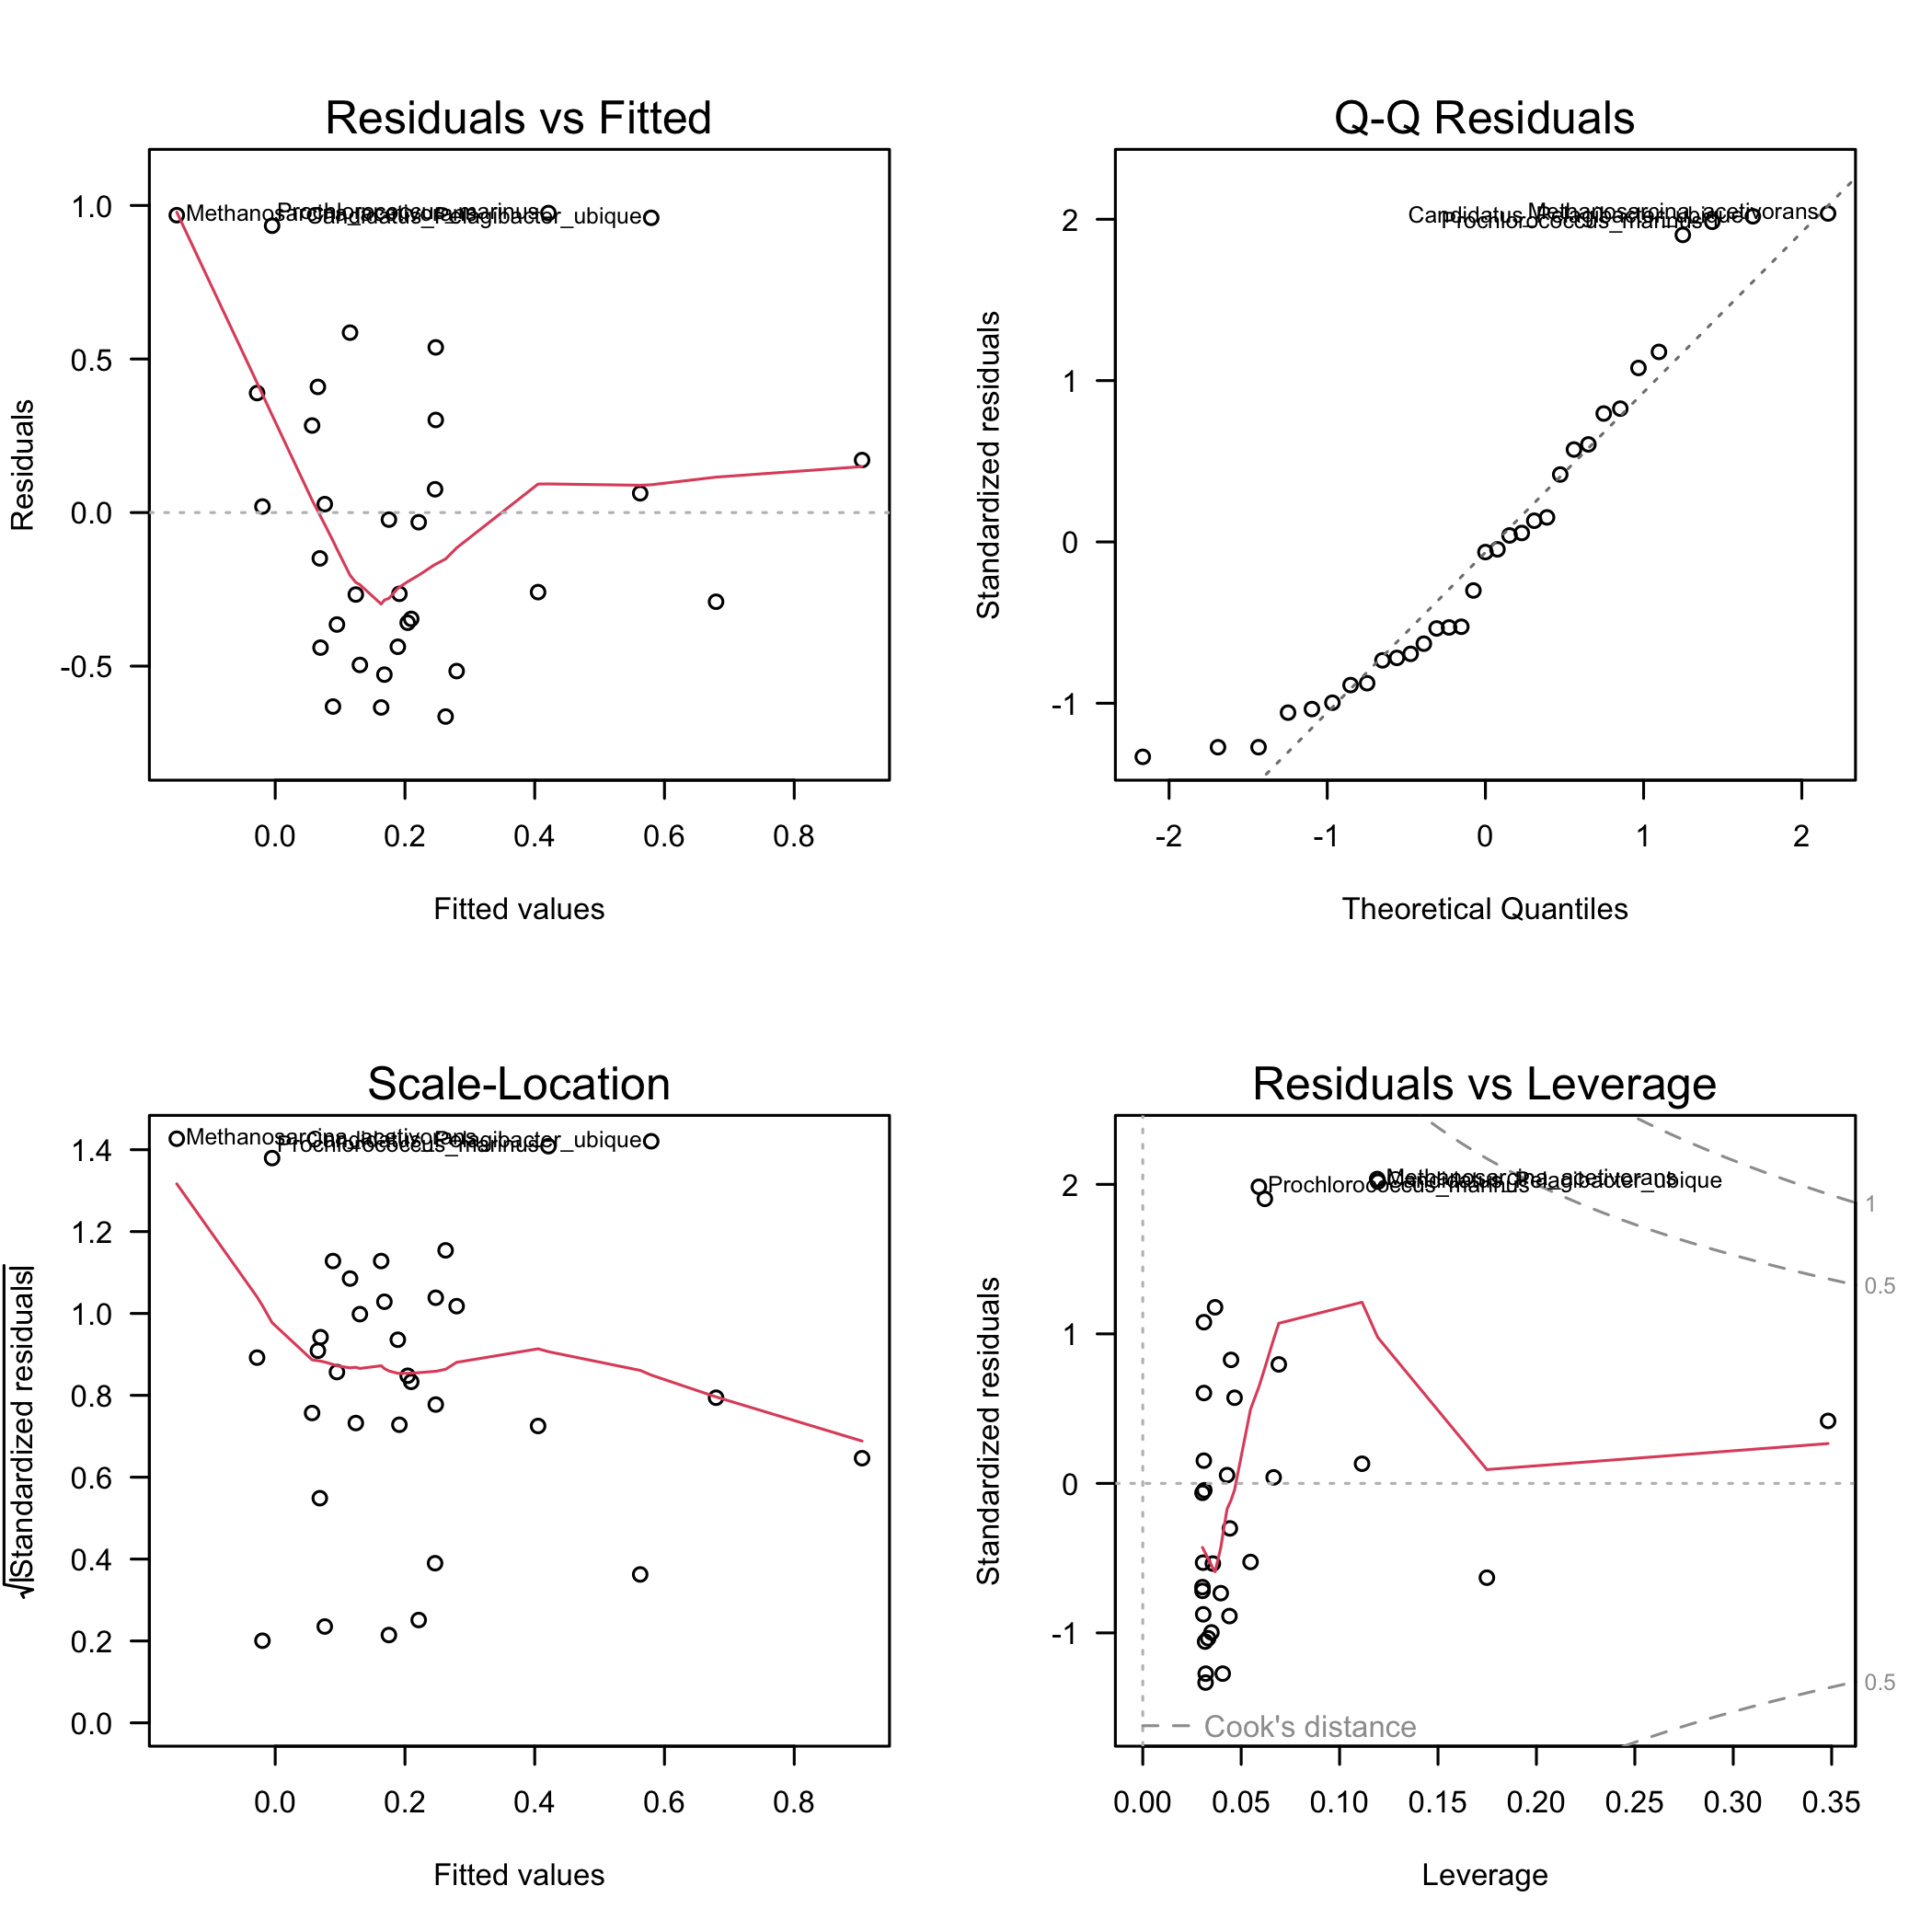 Residuals vs Fitted
1.0
0.5
0.0
-0.5
Residuals
Methanosarcina_acetivorans
Prochlorococcus_marinus
Candidatus_Pelagibacter_ubique
0.0 0.2 0.4 0.6 0.8
Fitted values
Q-Q Residuals
2
1
0
-1
Standardized residuals
Methanosarcina_acetivorans
Candidatus_Pelagibacter_ubique
Prochlorococcus_marinus
-2 -1 0 1 2
Theoretical Quantiles
Scale-Location
1.4
1.2
1.0
0.8
0.6
0.4
0.2
0.0
√|Standardized residuals|
Methanosarcina_acetivorans
Candidatus_Pelagibacter_ubique
Prochlorococcus_marinus
0.0 0.2 0.4 0.6 0.8
Fitted values
Residuals vs Leverage
2
1
0
-1
Standardized residuals
Methanosarcina_acetivorans
Candidatus_Pelagibacter_ubique
Prochlorococcus_marinus
1
0.5
0.5
Cook's distance
0.00 0.05 0.10 0.15 0.20 0.25 0.30 0.35
Leverage